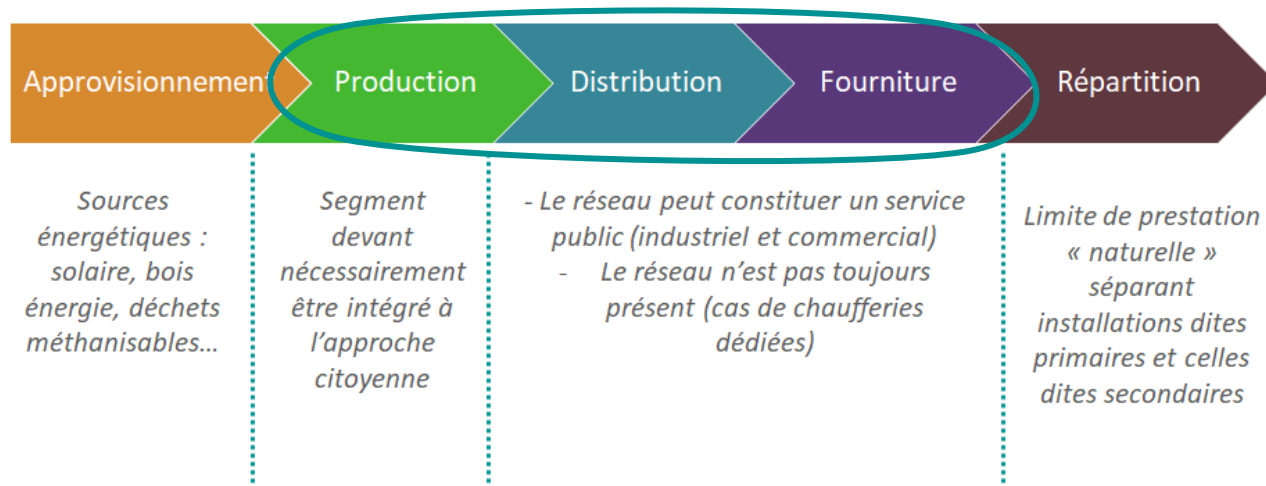 Approvisionnement
Production
Distribution
Fourniture
Répartition
Sources
énergétiques :
solaire, bois
énergie, déchets
méthanisables…
Segment
devant
nécessairement
être intégré à
l’approche
citoyenne
- Le réseau peut constituer un service
public (industriel et commercial)
- Le réseau n’est pas toujours
présent (cas de chaufferies
dédiées)
Limite de prestation
« naturelle »
séparant
installations dites
primaires et celles
dites secondaires